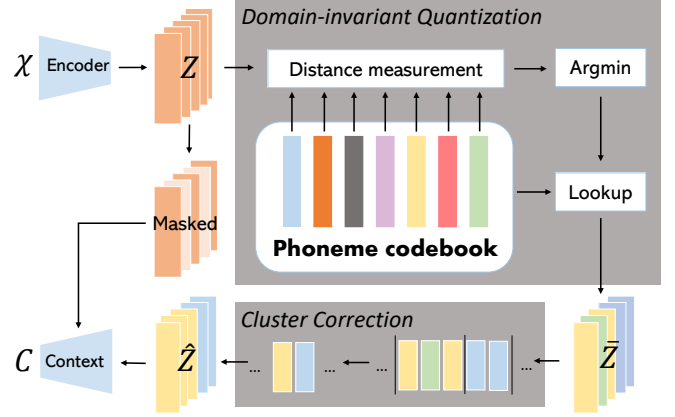 Domain-invariant Quantization
χ
Encoder
Z
Distance measurement
Argmin
Masked
Phoneme codebook
Lookup
Cluster Correction
C
Context
Ẑ
...
...
...
...
Z̄